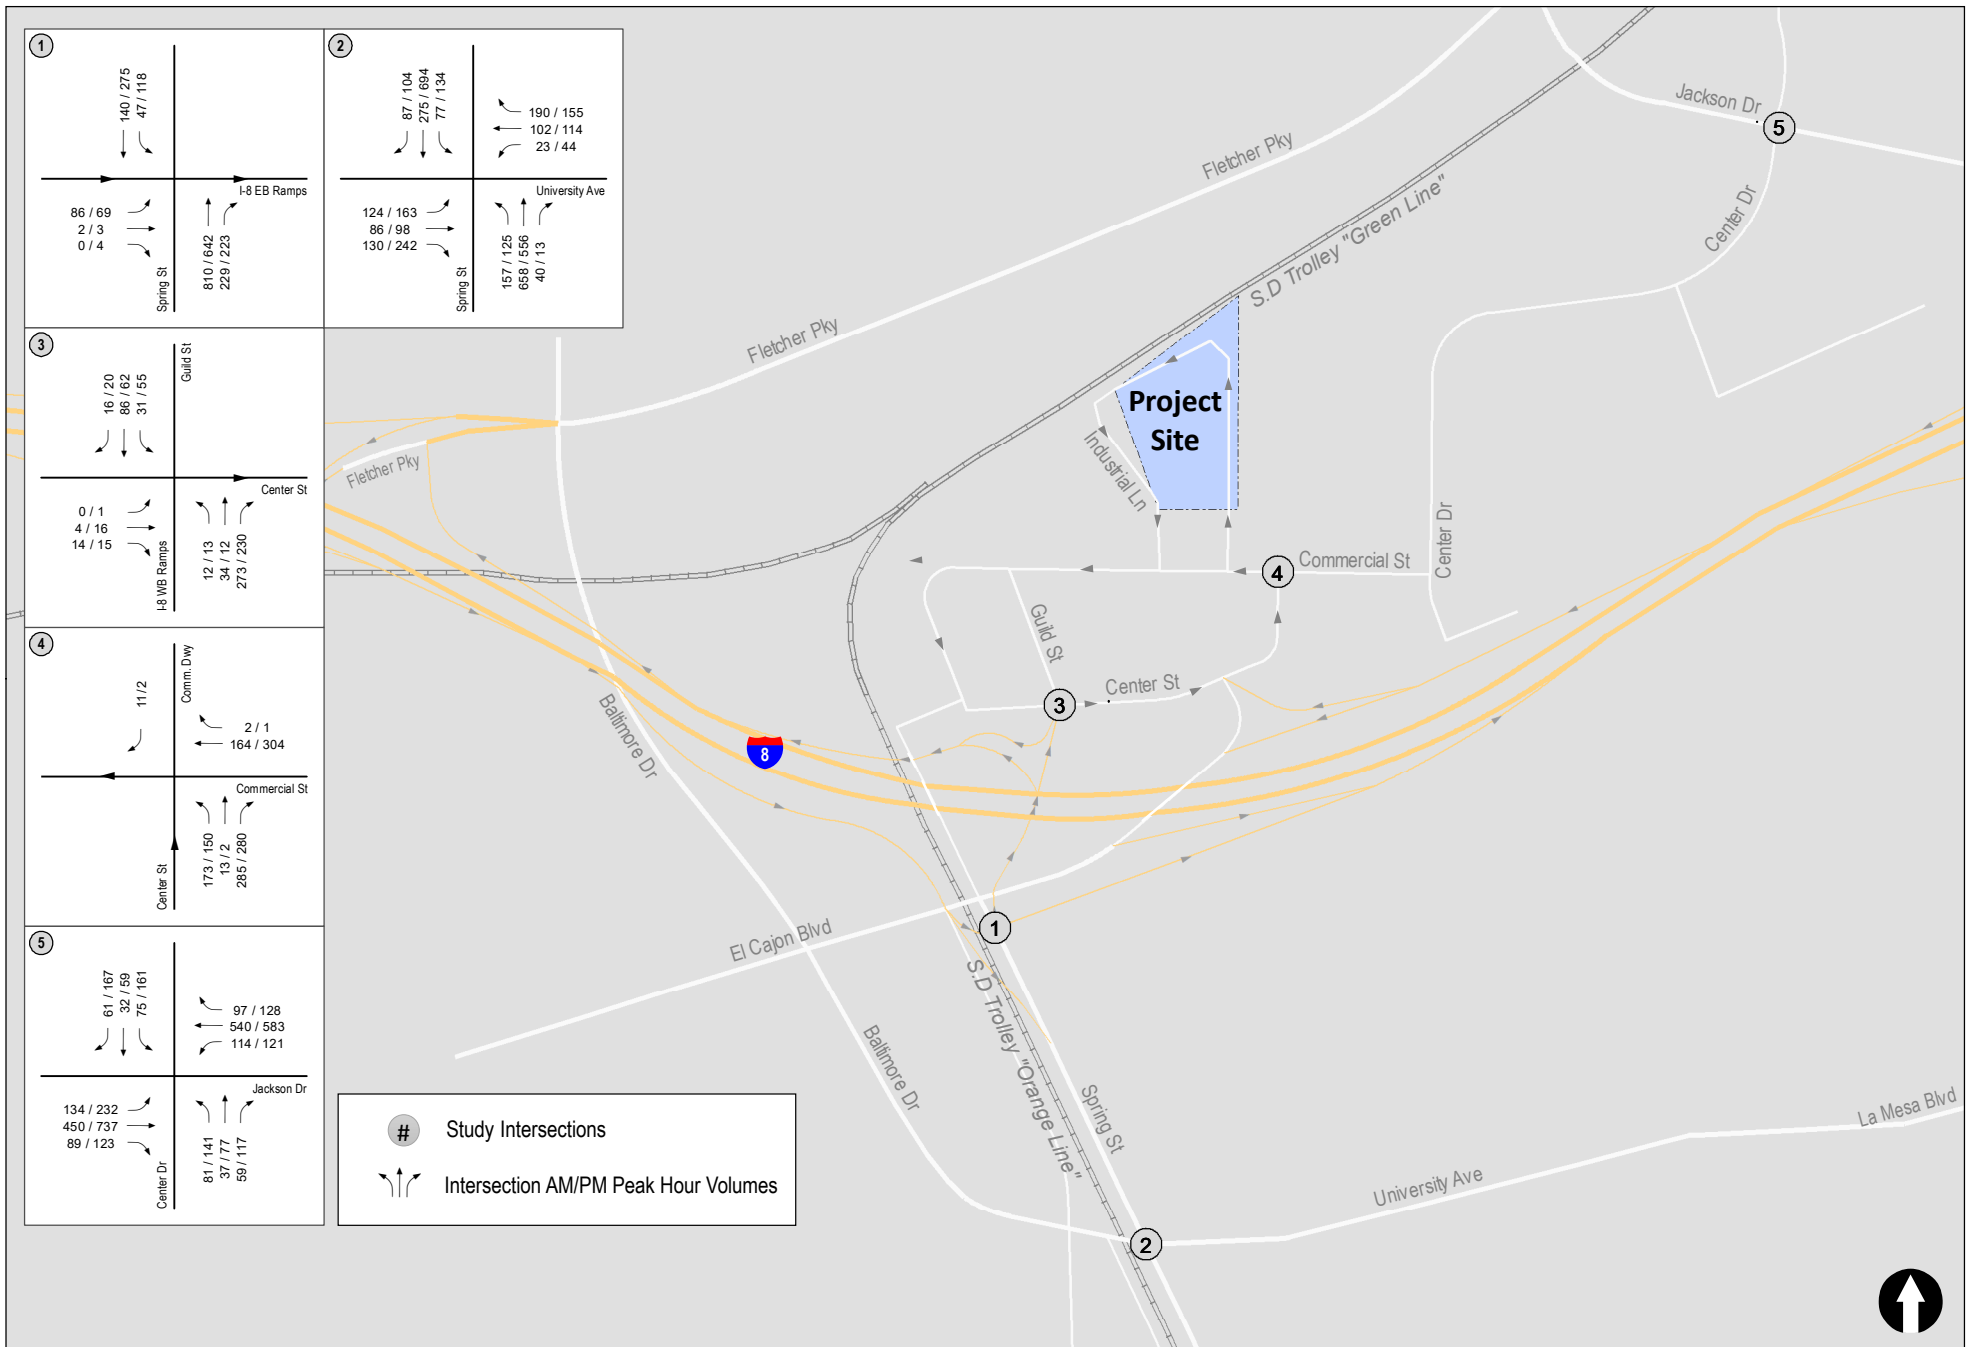 1
140 / 275
47 / 118
I-8 EB Ramps
86 / 69
2 / 3
0 / 4
810 / 642
229 / 223
Spring St
2
87 / 104
275 / 694
77 / 134
190 / 155
102 / 114
23 / 44
University Ave
124 / 163
86 / 98
130 / 242
157 / 125
658 / 556
40 / 13
Spring St
3
Guild St
16 / 20
86 / 62
31 / 55
Center St
0 / 1
4 / 16
14 / 15
12 / 13
34 / 12
273 / 230
I-8 WB Ramps
4
Comm. Dwy
11/2
2 / 1
164 / 304
Commercial St
173 / 150
13 / 2
285 / 280
Center St
5
61 / 167
32 / 59
75 / 161
97 / 128
540 / 583
114 / 121
Jackson Dr
134 / 232
450 / 737
89 / 123
81 / 141
37 / 77
59 / 117
Center Dr
Jackson Dr
5
Fletcher Pky
Center Dr
S.D Trolley "Green Line"
Fletcher Pky
Project
Site
Fletcher Pky
Industrial Ln
Center Dr
Commercial St
4
Guild St
Center St
3
Baltimore Dr
8
El Cajon Blvd
1
S.D Trolley "Orange Line"
Baltimore Dr
Spring St
La Mesa Blvd
University Ave
2
# Study Intersections
Intersection AM/PM Peak Hour Volumes